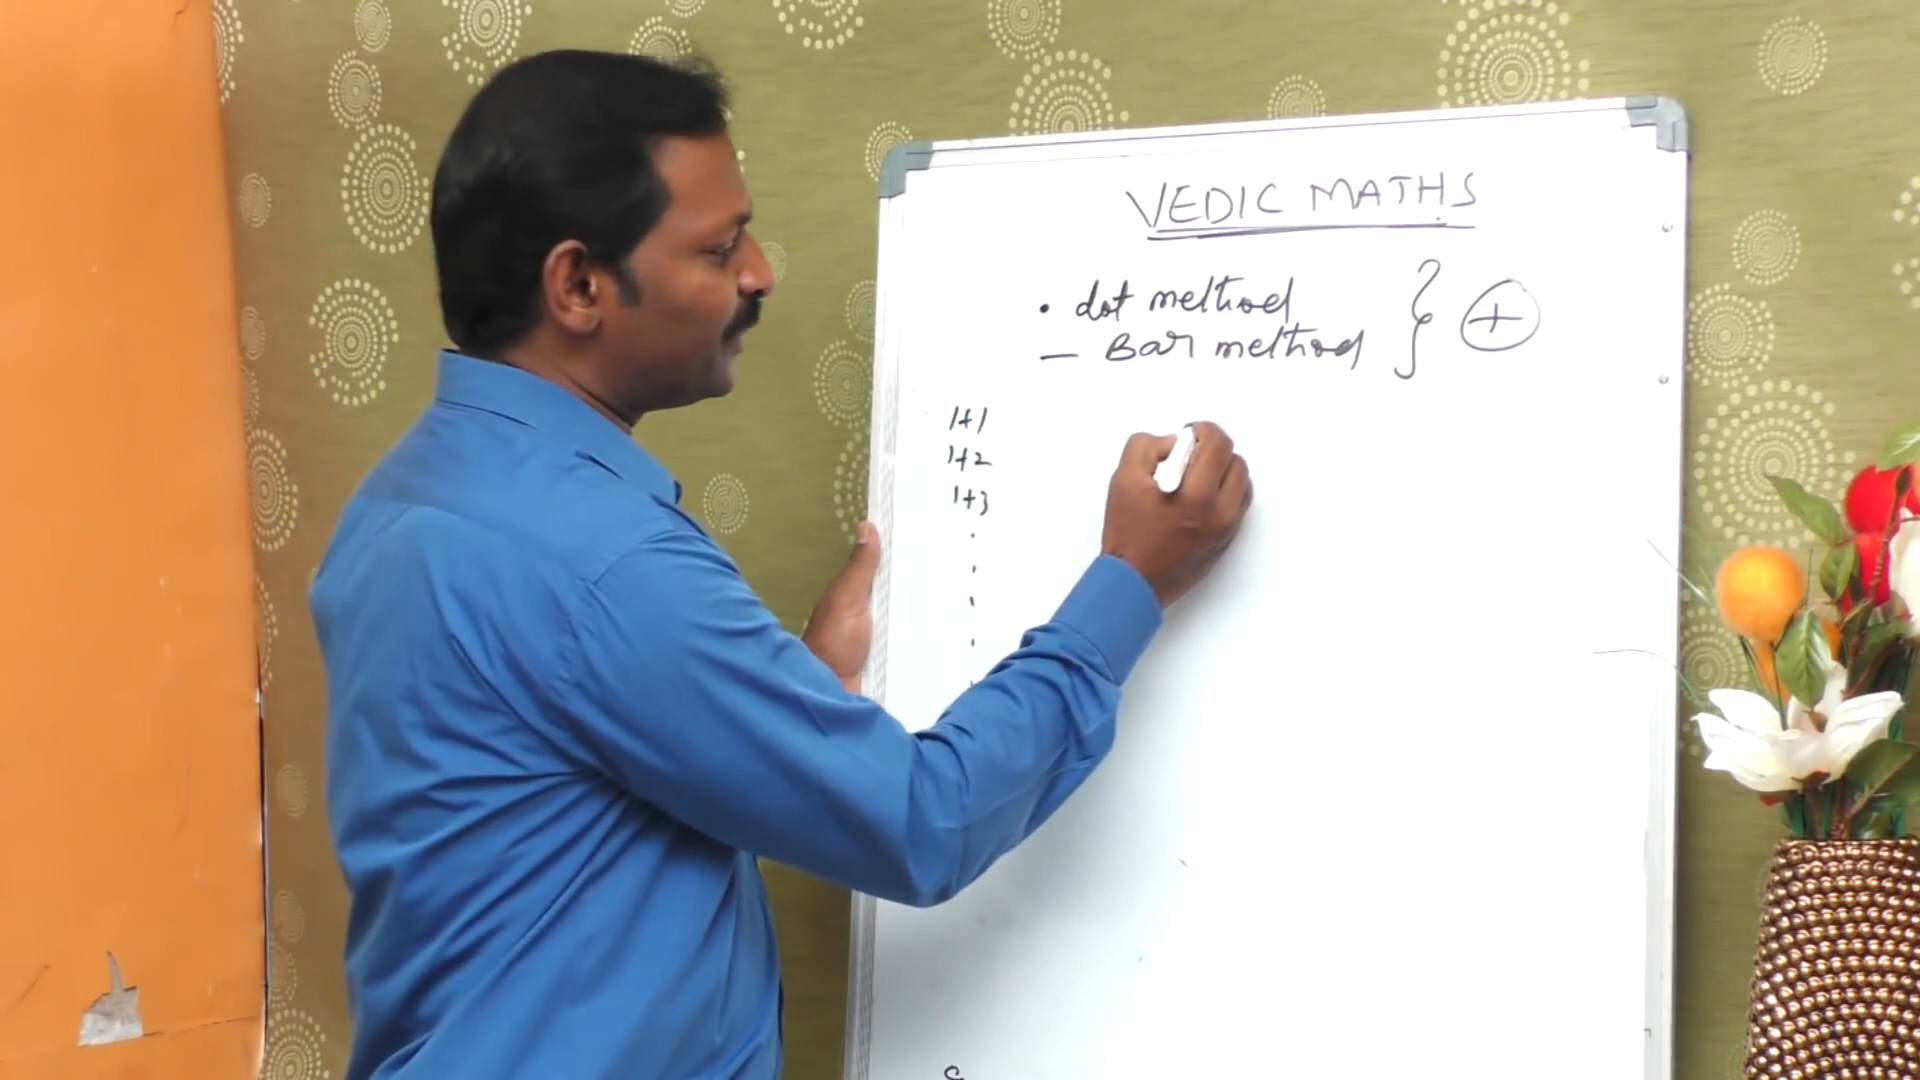 VEDIC MATHS
• dot method
— Bar method } +
1+1
1+2
1+3